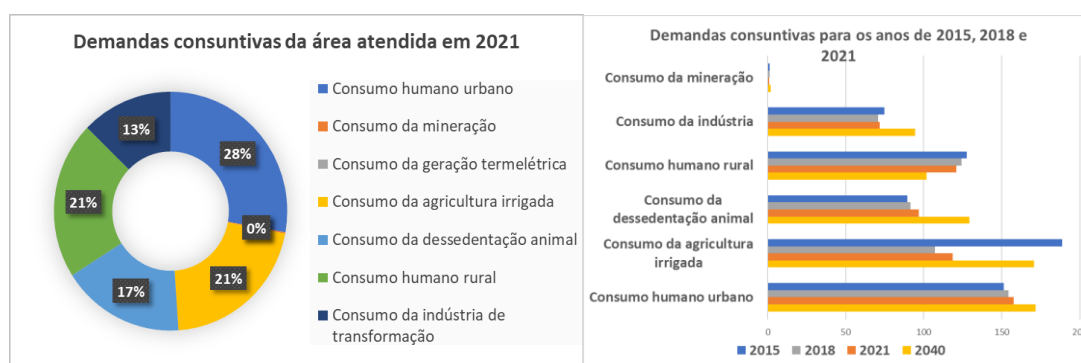 Demandas consuntivas da área atendida em 2021
13%
28%
21%
0%
17%
21%
Consumo humano urbano
Consumo da mineração
Consumo da geração termelétrica
Consumo da agricultura irrigada
Consumo da dessedentação animal
Consumo humano rural
Consumo da indústria de
transformação
Demandas consuntivas para os anos de 2015, 2018 e
2021
Consumo da mineração
Consumo da indústria
Consumo humano rural
Consumo da
dessedentação animal
Consumo da agricultura
irrigada
Consumo humano urbano
0 50 100 150
2015 2018 2021 2040